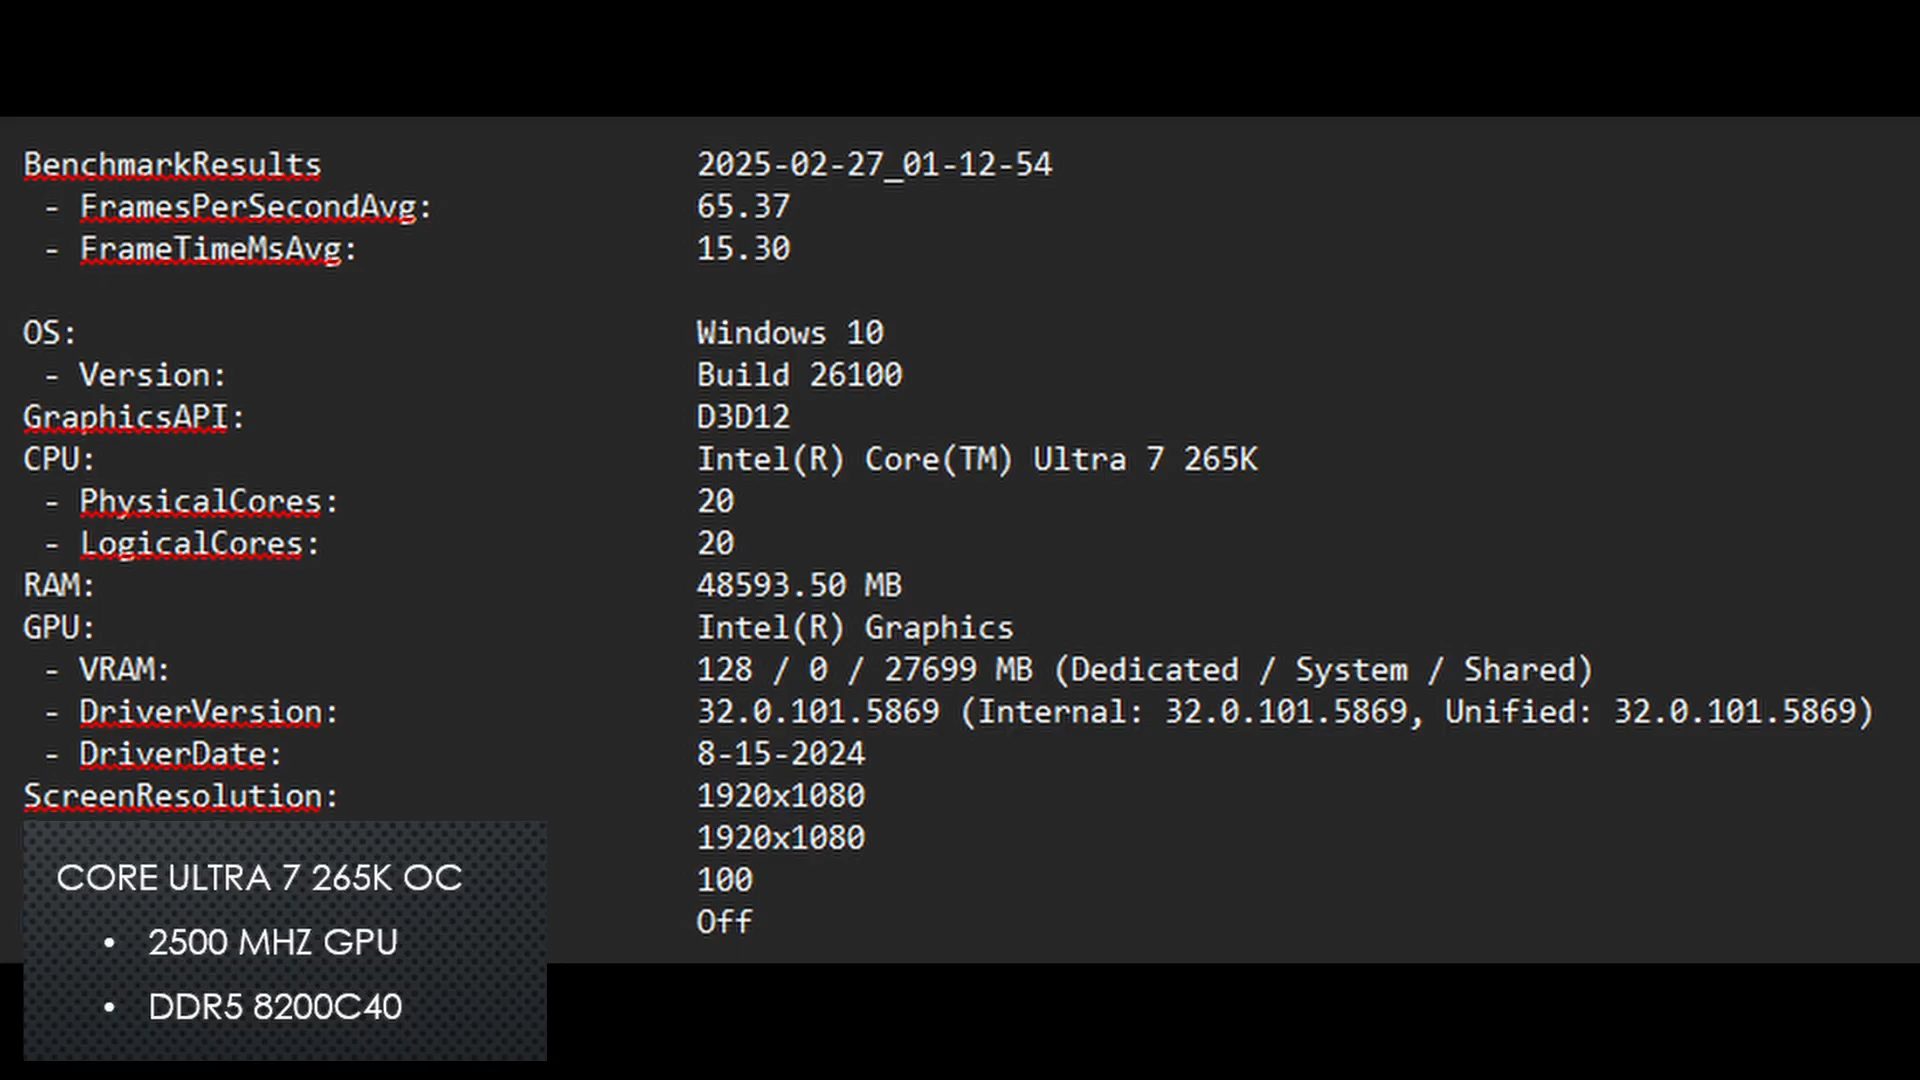 BenchmarkResults 2025-02-27_01-12-54
- FramesPerSecondAvg: 65.37
- FrameTimeMsAvg: 15.30
OS: Windows 10
- Version: Build 26100
GraphicsAPI: D3D12
CPU: Intel(R) Core(TM) Ultra 7 265K
- PhysicalCores: 20
- LogicalCores: 20
RAM: 48593.50 MB
GPU: Intel(R) Graphics
- VRAM: 128 / 0 / 27699 MB (Dedicated / System / Shared)
- DriverVersion: 32.0.101.5869 (Internal: 32.0.101.5869, Unified: 32.0.101.5869)
- DriverDate: 8-15-2024
ScreenResolution: 1920x1080
1920x1080
100
Off
CORE ULTRA 7 265K OC
• 2500 MHZ GPU
• DDR5 8200C40